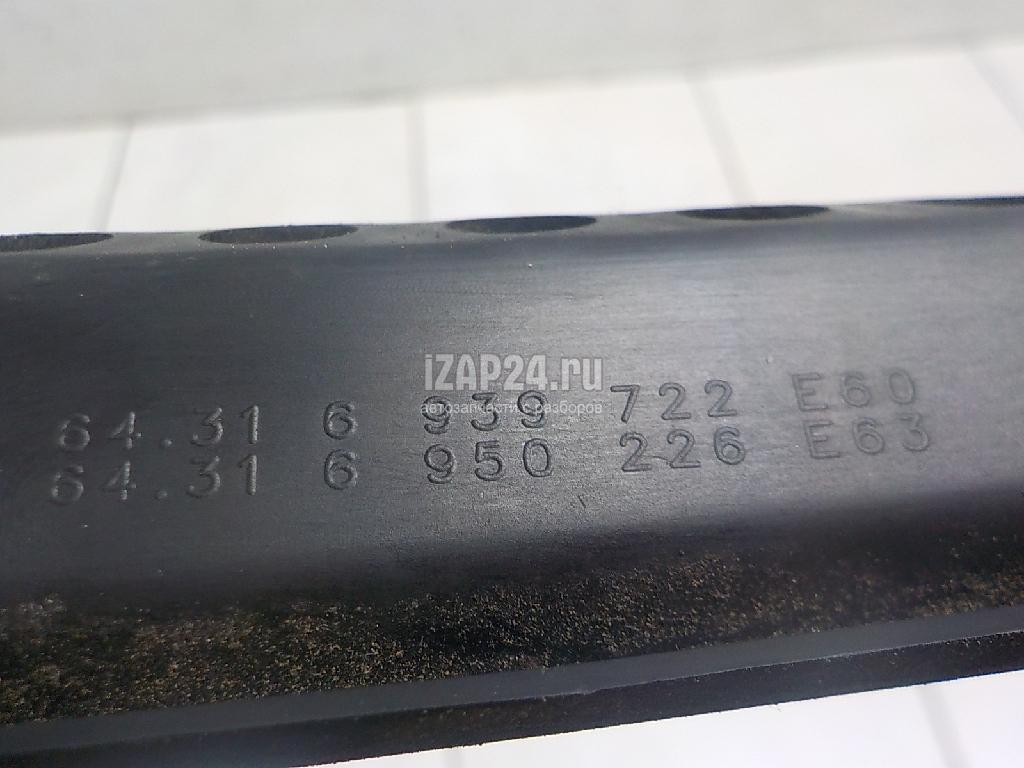 iZAP24.ru
автозапчасти с разборов
64.31 6 939 722 E60
64.31 6 950 226 E63